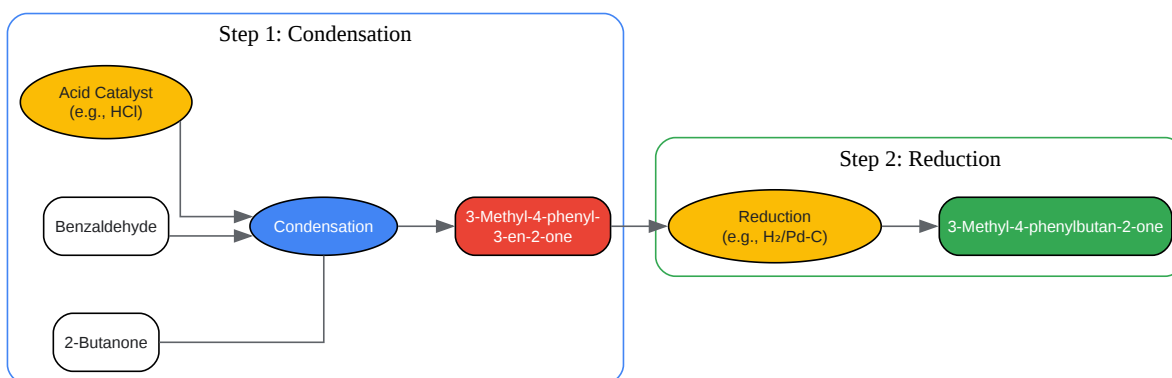 Step 1: Condensation
Acid Catalyst
(e.g., HCl)
Benzaldehyde
2-Butanone
Condensation
3-Methyl-4-phenyl-
3-en-2-one
Step 2: Reduction
Reduction
(e.g., H₂/Pd-C)
3-Methyl-4-phenylbutan-2-one